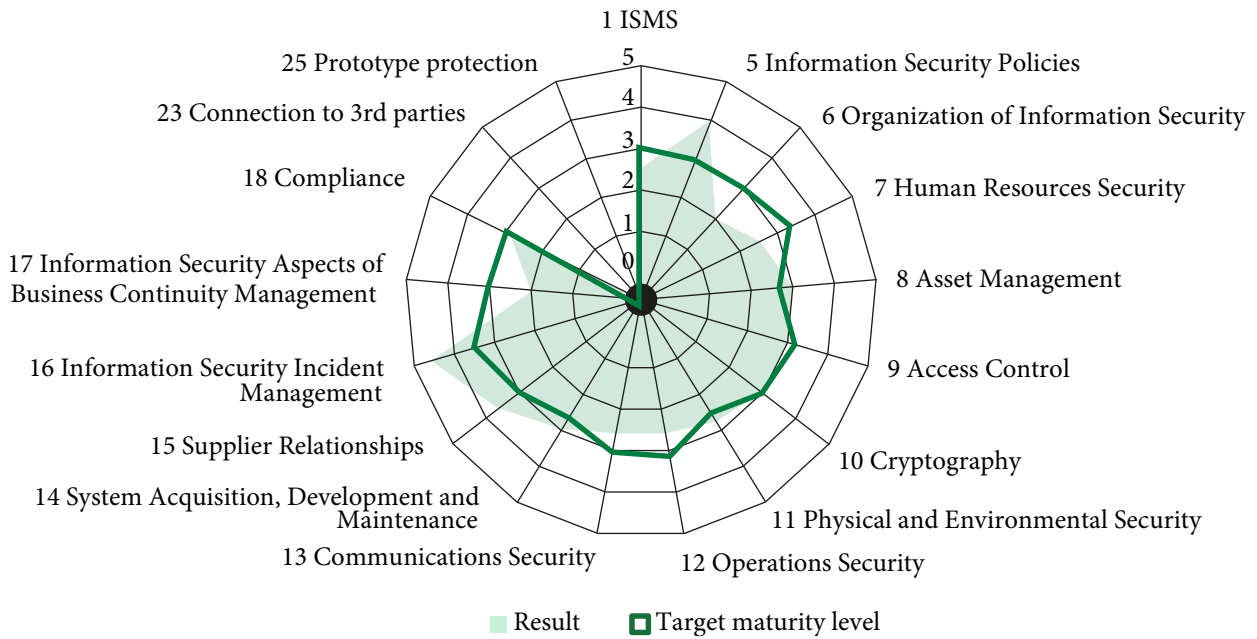 1 ISMS
5
4
3
2
1
0
5 Information Security Policies
6 Organization of Information Security
7 Human Resources Security
8 Asset Management
9 Access Control
10 Cryptography
11 Physical and Environmental Security
12 Operations Security
13 Communications Security
14 System Acquisition, Development and
Maintenance
15 Supplier Relationships
16 Information Security Incident
Management
17 Information Security Aspects of
Business Continuity Management
18 Compliance
23 Connection to 3rd parties
25 Prototype protection
Result
Target maturity level